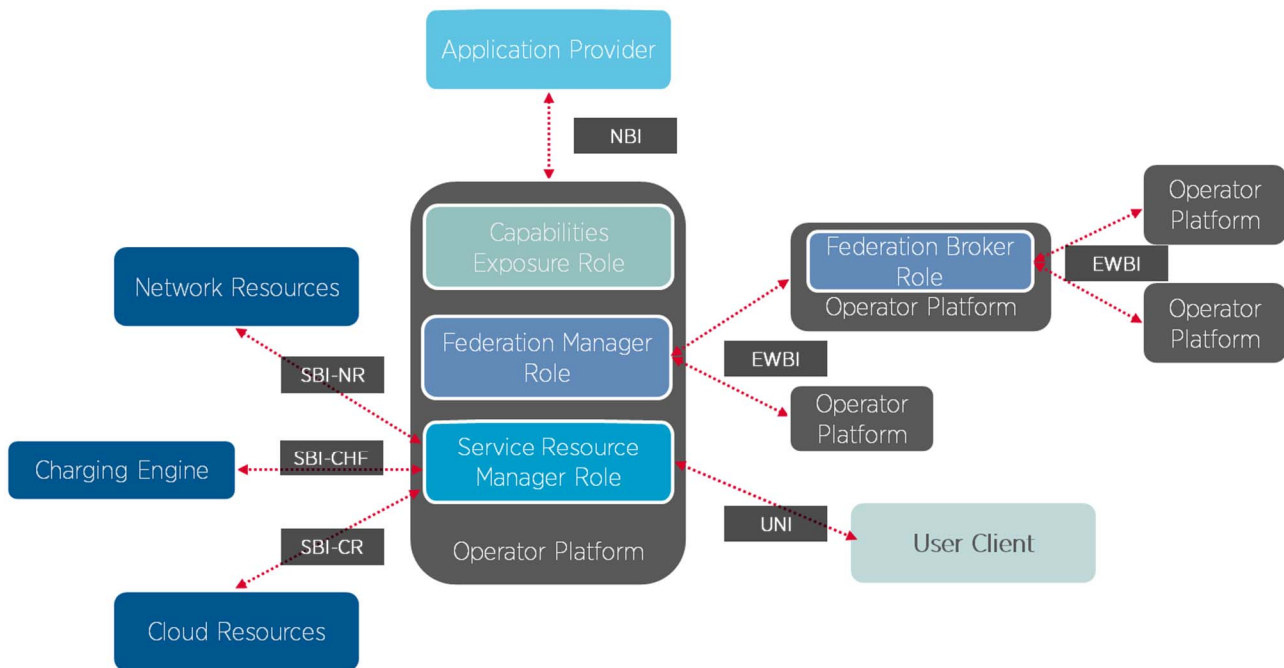 Application Provider
NBI
Capabilities
Exposure Role
Operator
Platform
Federation Broker
Role
Operator Platform
EWBI
Operator
Platform
Network Resources
Federation Manager
Role
EWBI
SBI-NR
Operator
Platform
Service Resource
Manager Role
Charging Engine
SBI-CHF
UNI
User Client
SBI-CR
Operator Platform
Cloud Resources